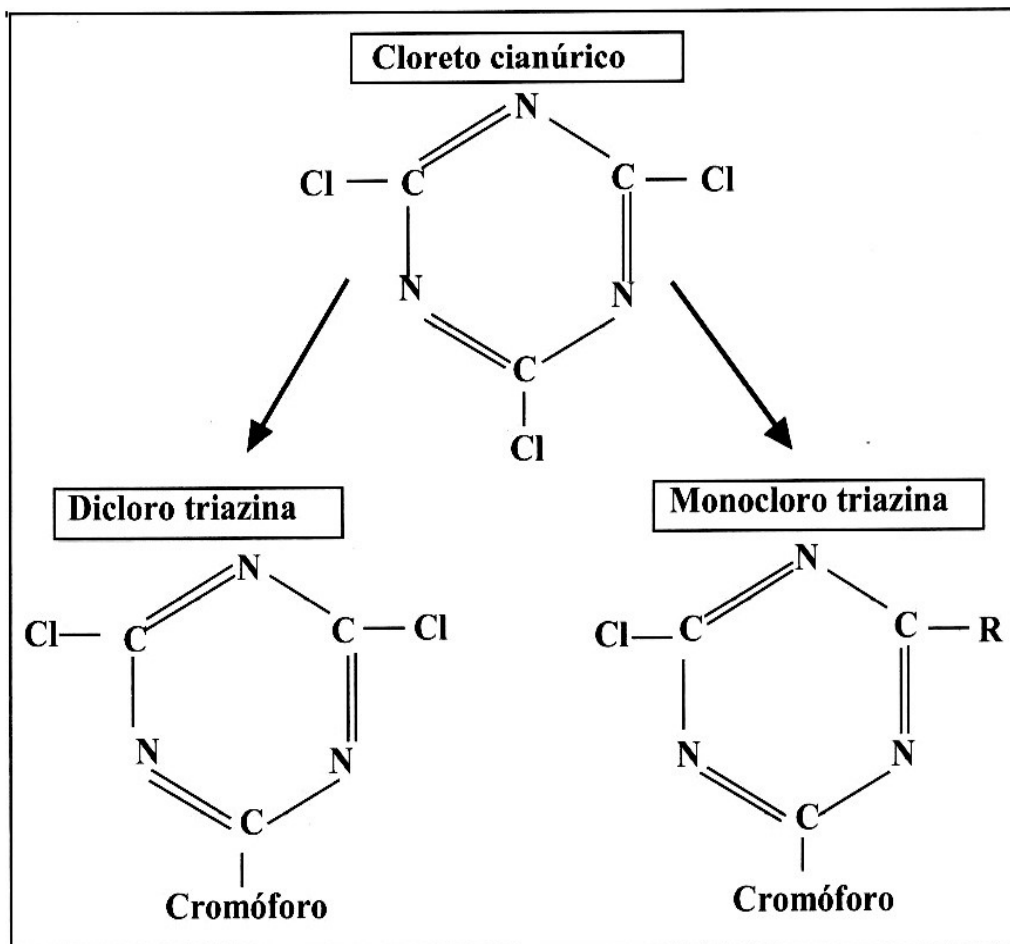 Cloreto cianúrico
N
Cl C C Cl
N N
C
Cl
Dicloro triazina Monocloro triazina
N N
Cl C C Cl Cl C C R
N N N N
C C
Cromóforo Cromóforo